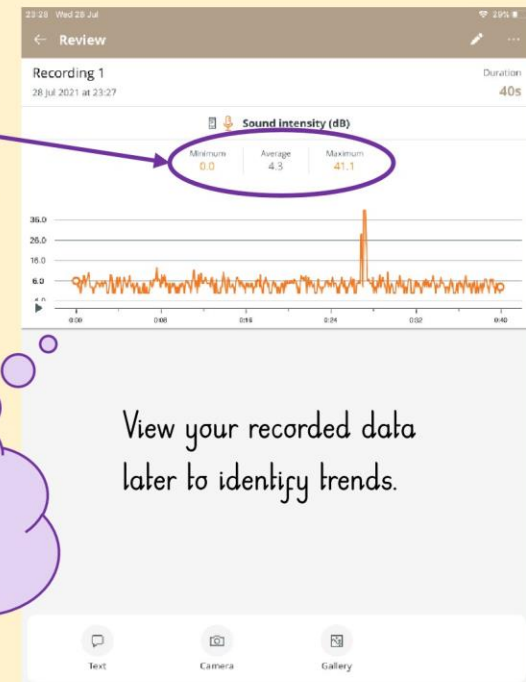 23:28 Wed 28 Jul 29%
Review
Recording 1 Duration
28 Jul 2021 at 23:27 40s
Sound intensity (dB)
Minimum Average Maximum
0.0 4.3 41.1
36.0
26.0
16.0
6.0
-4.0
0:00 0:08 0:16 0:24 0:32 0:40
View your recorded data
later to identify trends.
Text Camera Gallery